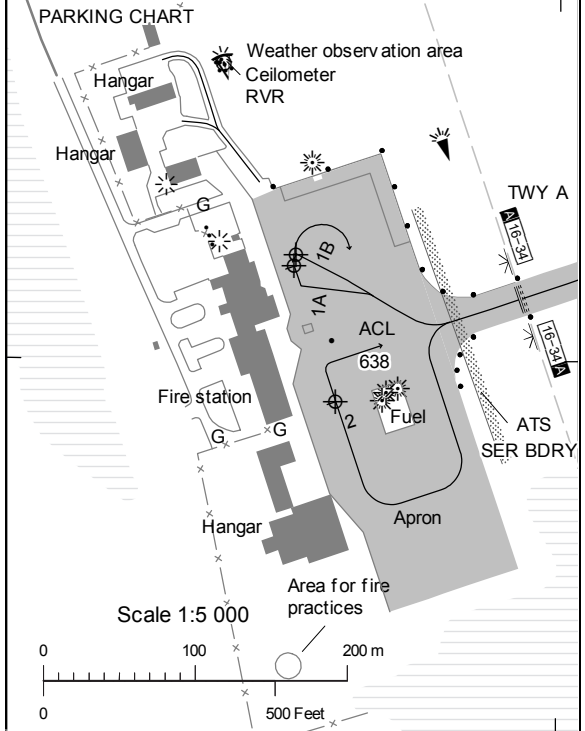 PARKING CHART
Weather observation area
Ceilometer
RVR
Hangar
Hangar
TWY A
G
A 16-34
1B
1A
ACL
638
16-34 A
Fire station
2
Fuel
G
G
ATS
SER BDRY
Hangar
Apron
Area for fire
practices
Scale 1:5 000
0 100 200 m
0 500 Feet